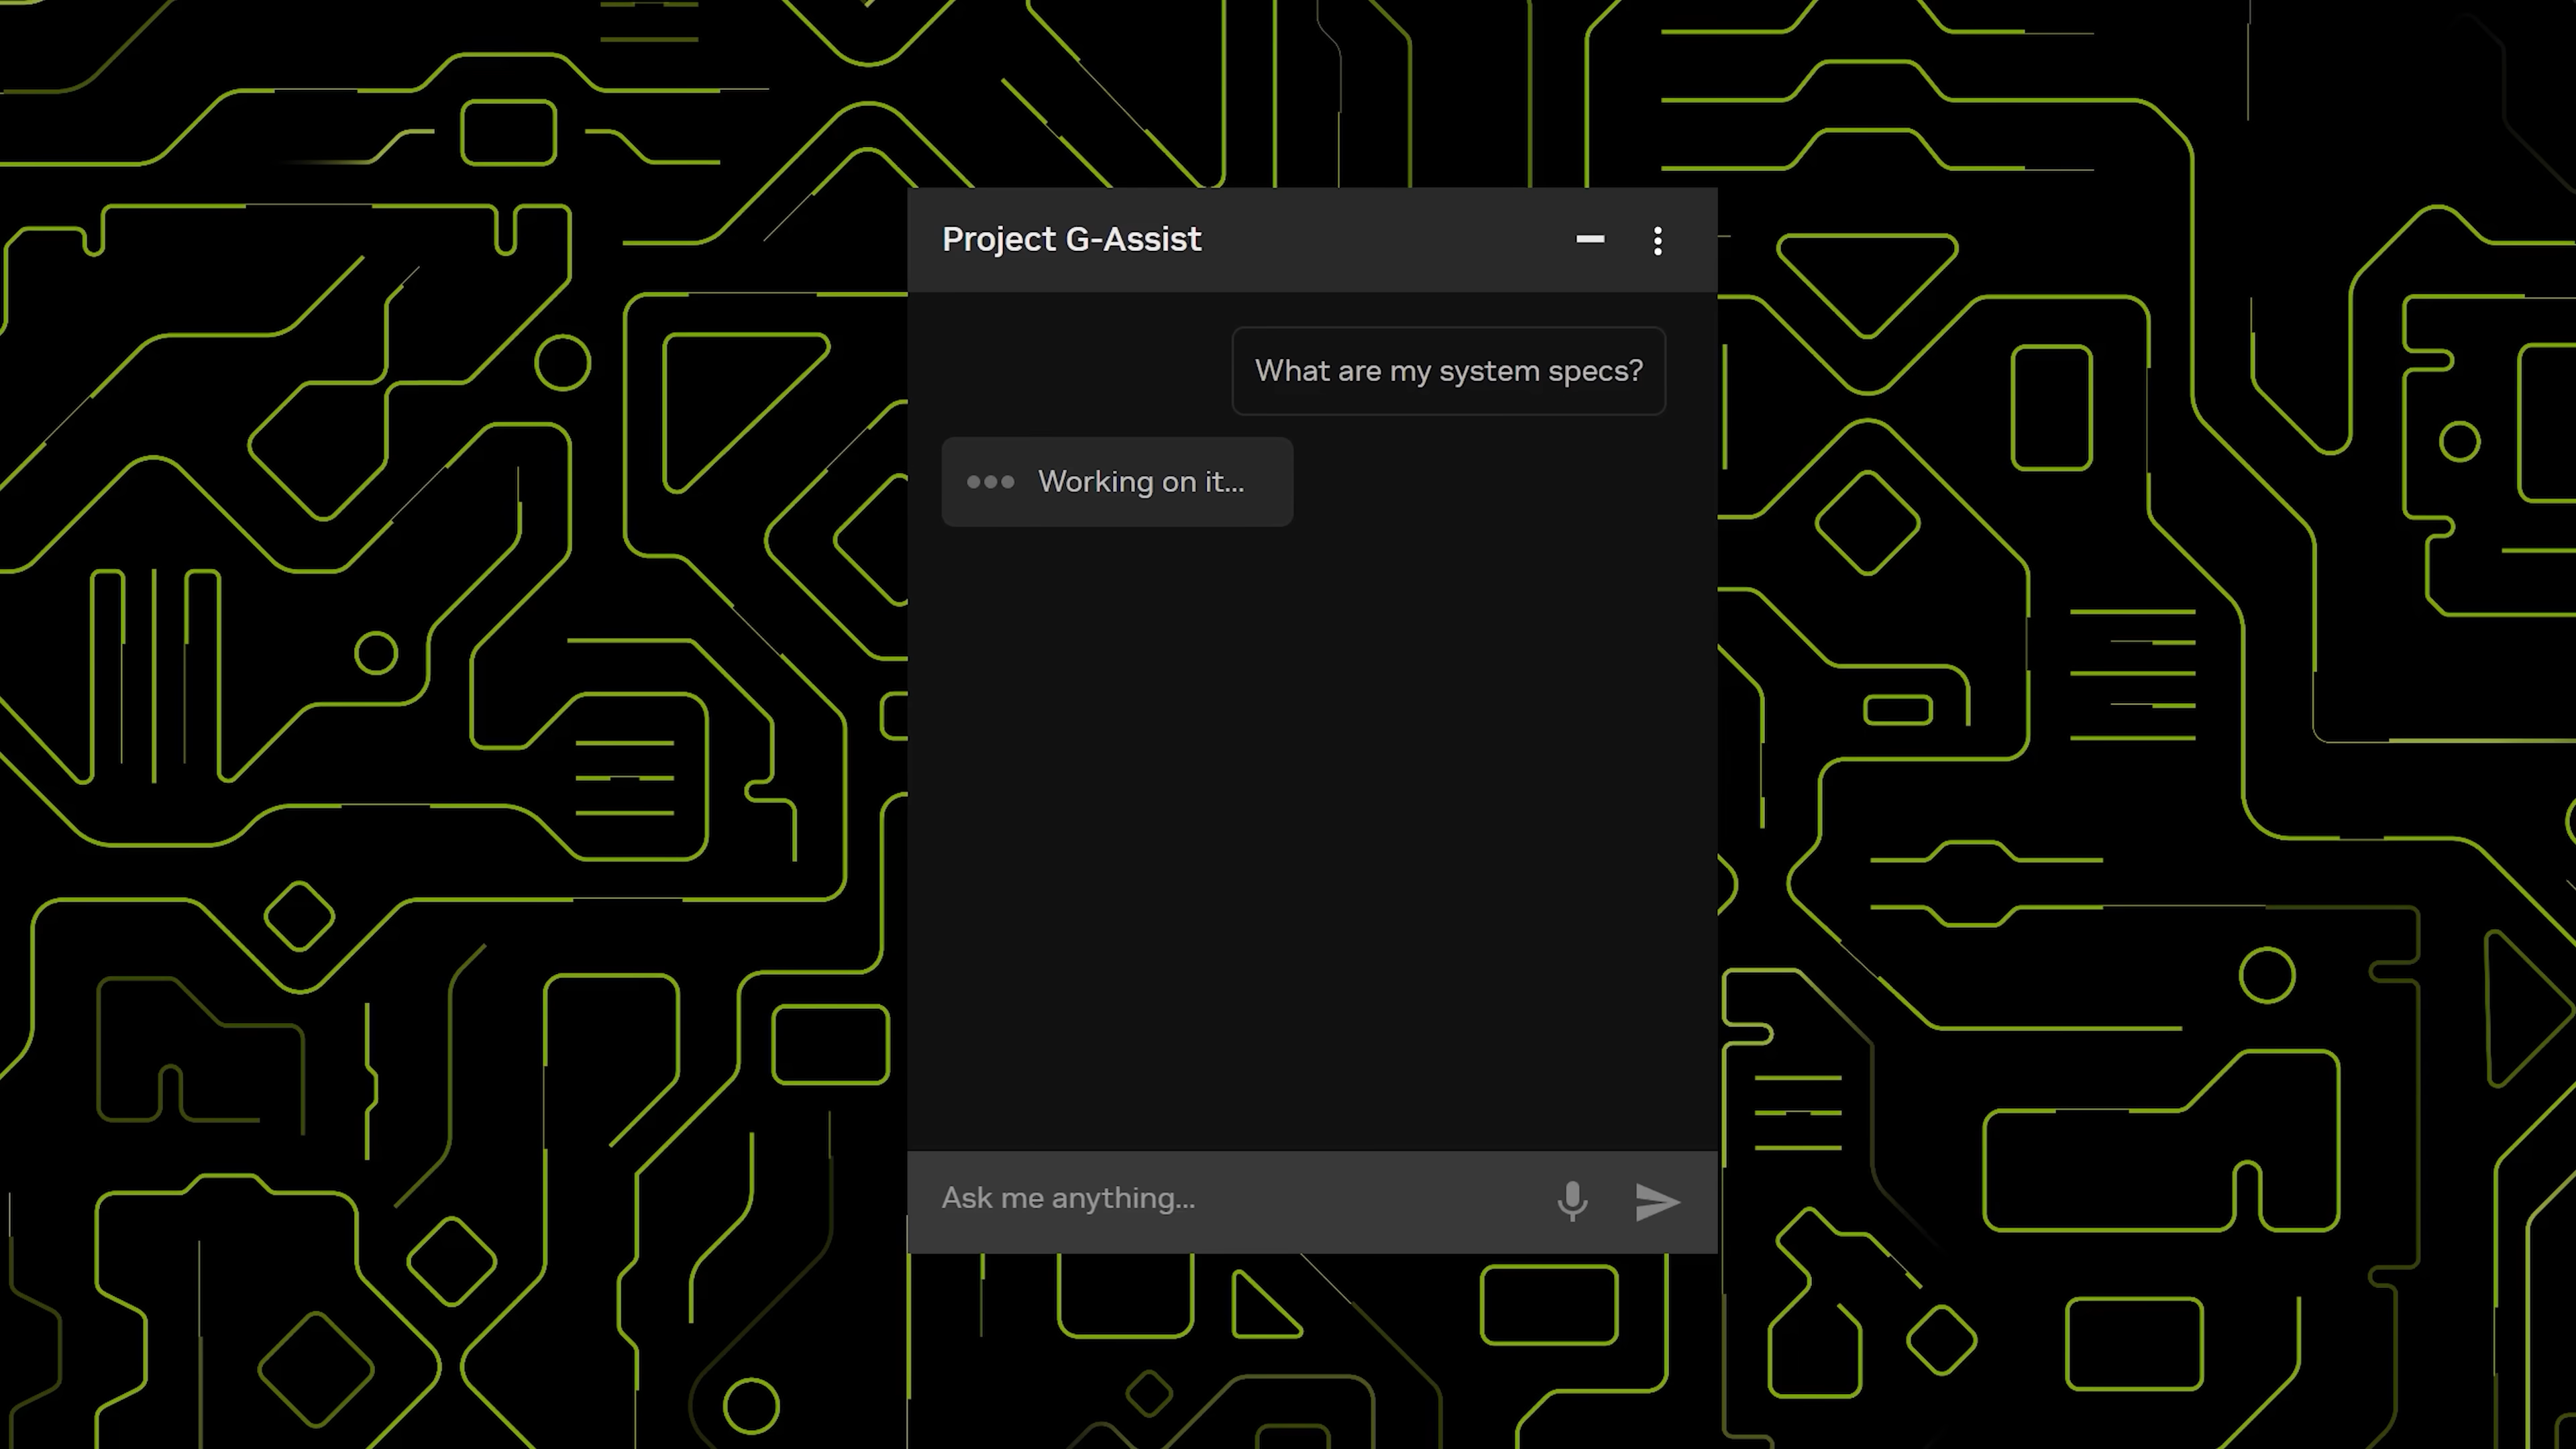 Project G-Assist
What are my system specs?
Working on it...
Ask me anything...